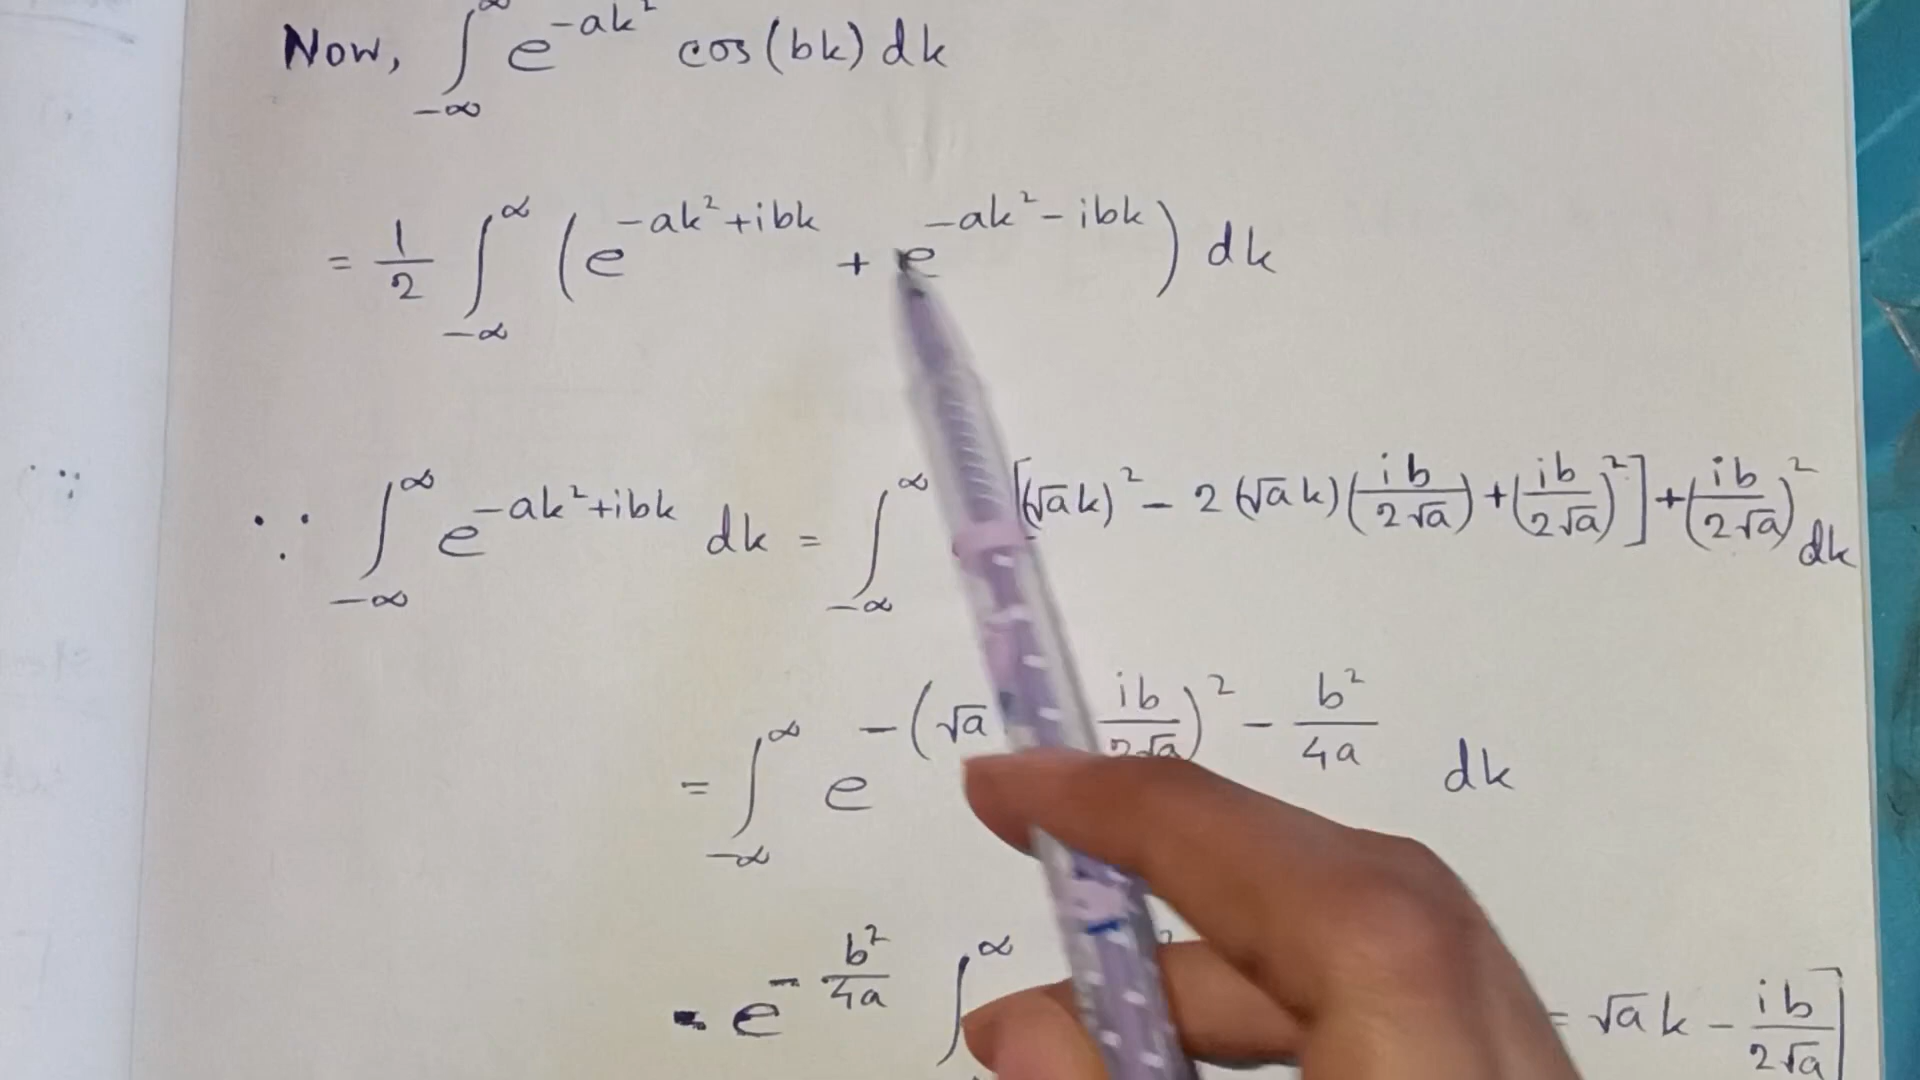 Now, ∫_{-∞}^{∞} e^{-ak²} cos(bk) dk
= 1/2 ∫_{-∞}^{∞} (e^{-ak²+ibk} + e^{-ak²-ibk}) dk
∵ ∫_{-∞}^{∞} e^{-ak²+ibk} dk = ∫_{-∞}^{∞} [(√a k)² - 2(√a k)(ib/2√a) + (ib/2√a)²] + (ib/2√a)² dk
= ∫_{-∞}^{∞} e^{-(√a ib/2√a)² - b²/4a} dk
= e^{-b²/4a} ∫^{∞} ² = √a k - ib/2√a]